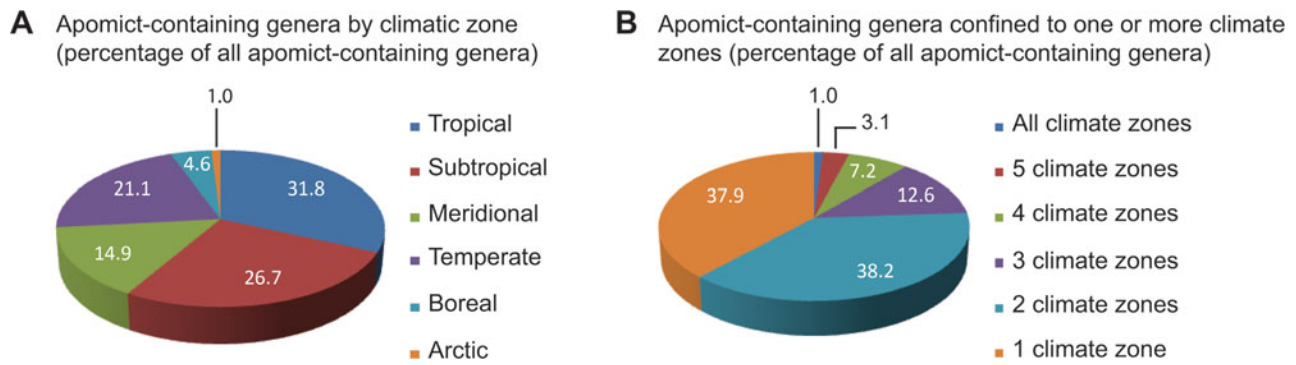 A Apomict-containing genera by climatic zone
(percentage of all apomict-containing genera)
1.0
4.6
21.1
31.8
14.9
26.7
Tropical
Subtropical
Meridional
Temperate
Boreal
Arctic
B Apomict-containing genera confined to one or more climate
zones (percentage of all apomict-containing genera)
1.0
3.1
7.2
37.9
12.6
38.2
All climate zones
5 climate zones
4 climate zones
3 climate zones
2 climate zones
1 climate zone